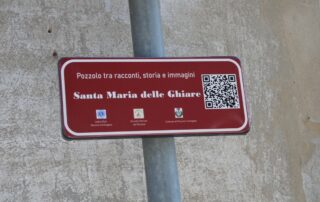 Pozzolo tra racconti, storia e immagini
Santa Maria delle Ghiare